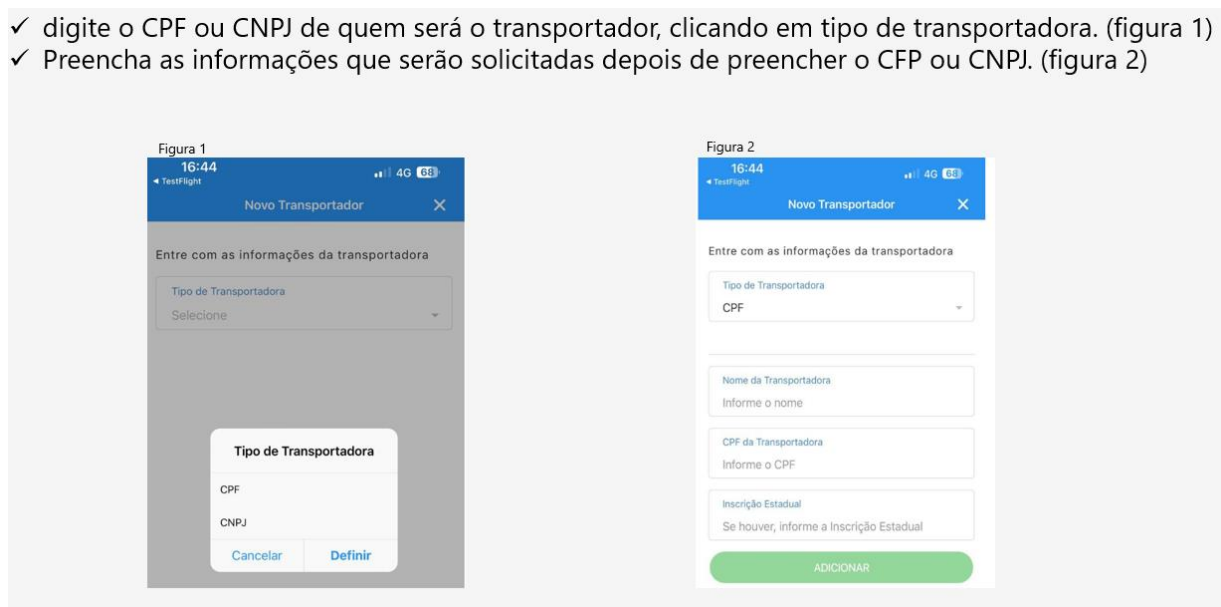 ✓ digite o CPF ou CNPJ de quem será o transportador, clicando em tipo de transportadora. (figura 1)
✓ Preencha as informações que serão solicitadas depois de preencher o CFP ou CNPJ. (figura 2)
Figura 1
16:44
◄ TestFlight
4G 68
Novo Transportador ✕
Entre com as informações da transportadora
Tipo de Transportadora
Selecione
Tipo de Transportadora
CPF
CNPJ
Cancelar Definir
Figura 2
16:44
◄ TestFlight
4G 68
Novo Transportador ✕
Entre com as informações da transportadora
Tipo de Transportadora
CPF
Nome da Transportadora
Informe o nome
CPF da Transportadora
Informe o CPF
Inscrição Estadual
Se houver, informe a Inscrição Estadual
ADICIONAR